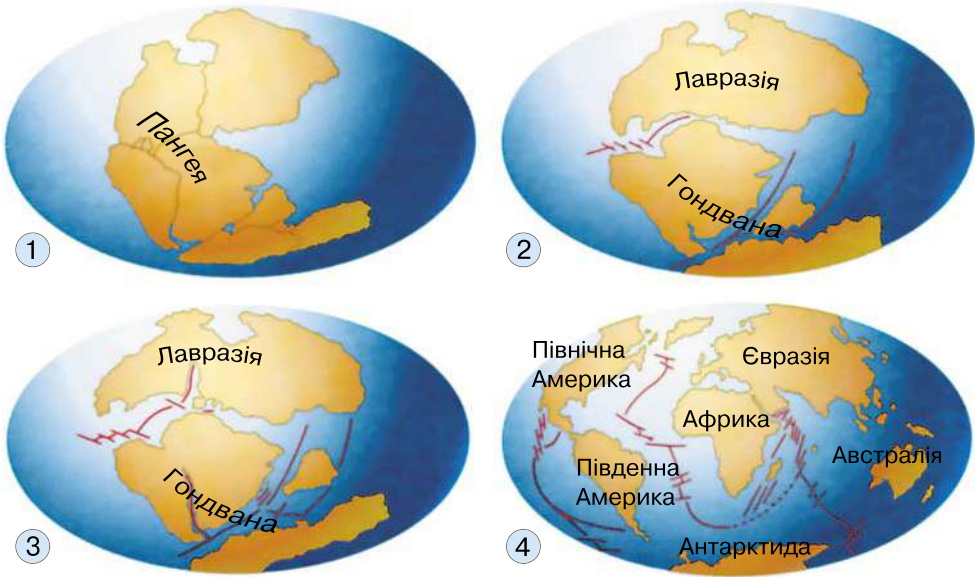 Пангея
1
Лавразія
Гондвана
2
Лавразія
Гондвана
3
Північна
Америка
Євразія
Африка
Південна
Америка
Австралія
Антарктида
4